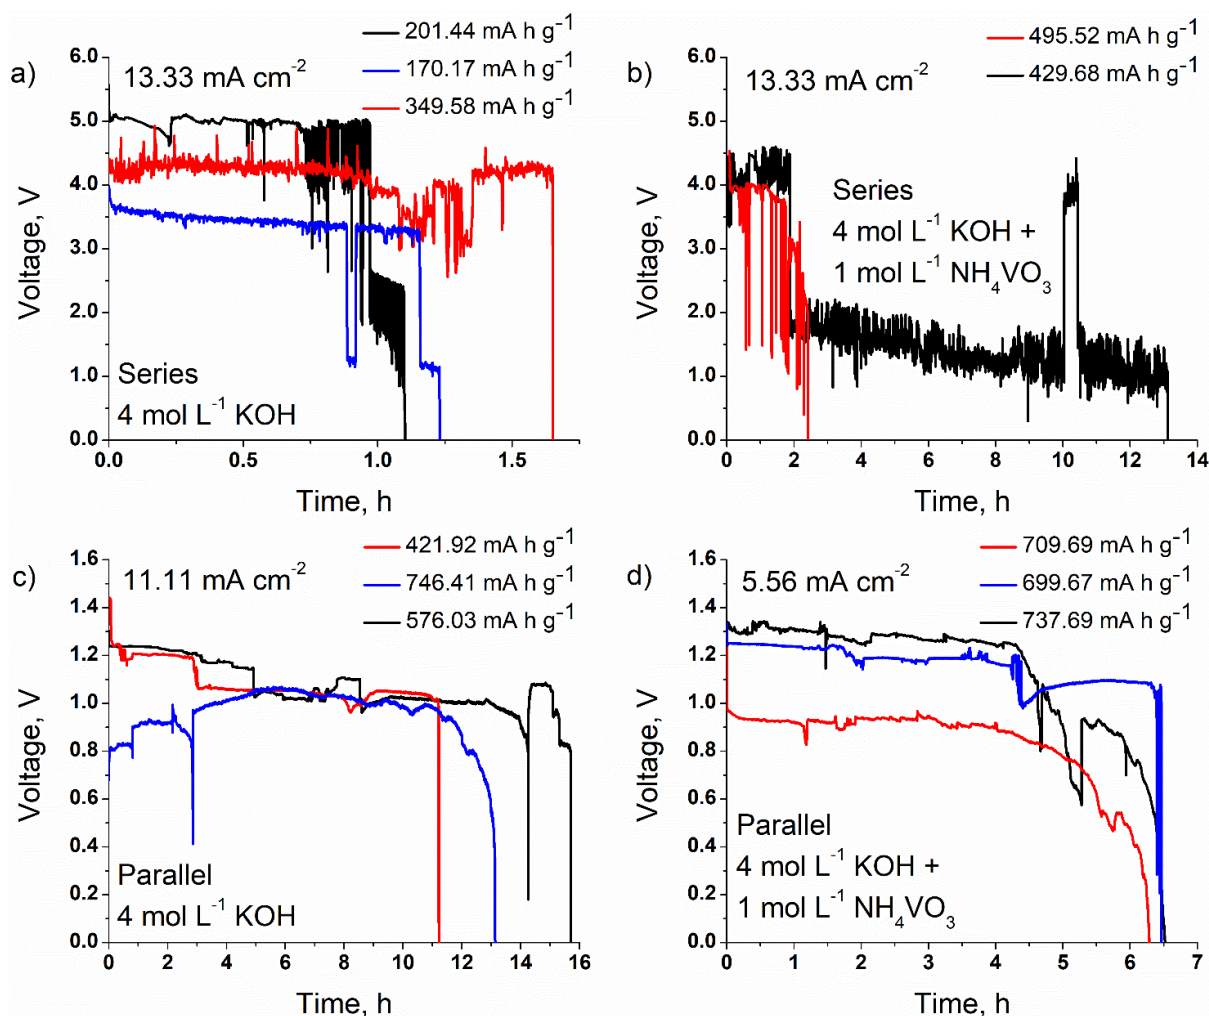 a)
13.33 mA cm⁻²
201.44 mA h g⁻¹
170.17 mA h g⁻¹
349.58 mA h g⁻¹
6.0
5.0
4.0
3.0
2.0
1.0
0.0
Voltage, V
Series
4 mol L⁻¹ KOH
0.0
0.5
1.0
1.5
Time, h
b)
13.33 mA cm⁻²
495.52 mA h g⁻¹
429.68 mA h g⁻¹
6.0
5.0
4.0
3.0
2.0
1.0
0.0
Voltage, V
Series
4 mol L⁻¹ KOH +
1 mol L⁻¹ NH₄VO₃
0
2
4
6
8
10
12
14
Time, h
c)
11.11 mA cm⁻²
421.92 mA h g⁻¹
746.41 mA h g⁻¹
576.03 mA h g⁻¹
1.6
1.4
1.2
1.0
0.8
0.6
0.4
0.2
0.0
Voltage, V
Parallel
4 mol L⁻¹ KOH
0
2
4
6
8
10
12
14
16
Time, h
d)
5.56 mA cm⁻²
709.69 mA h g⁻¹
699.67 mA h g⁻¹
737.69 mA h g⁻¹
1.6
1.4
1.2
1.0
0.8
0.6
0.4
0.2
0.0
Voltage, V
Parallel
4 mol L⁻¹ KOH +
1 mol L⁻¹ NH₄VO₃
0
1
2
3
4
5
6
7
Time, h